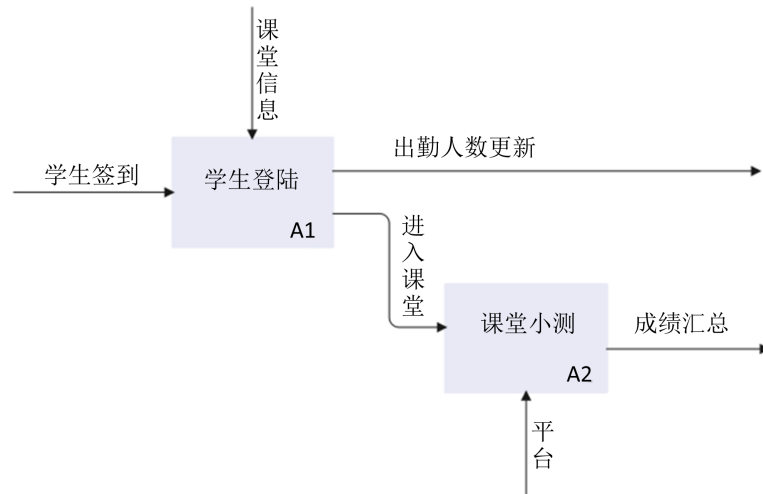 课堂信息
出勤人数更新
学生签到
学生登陆
A1
进入课堂
课堂小测
成绩汇总
A2
平台